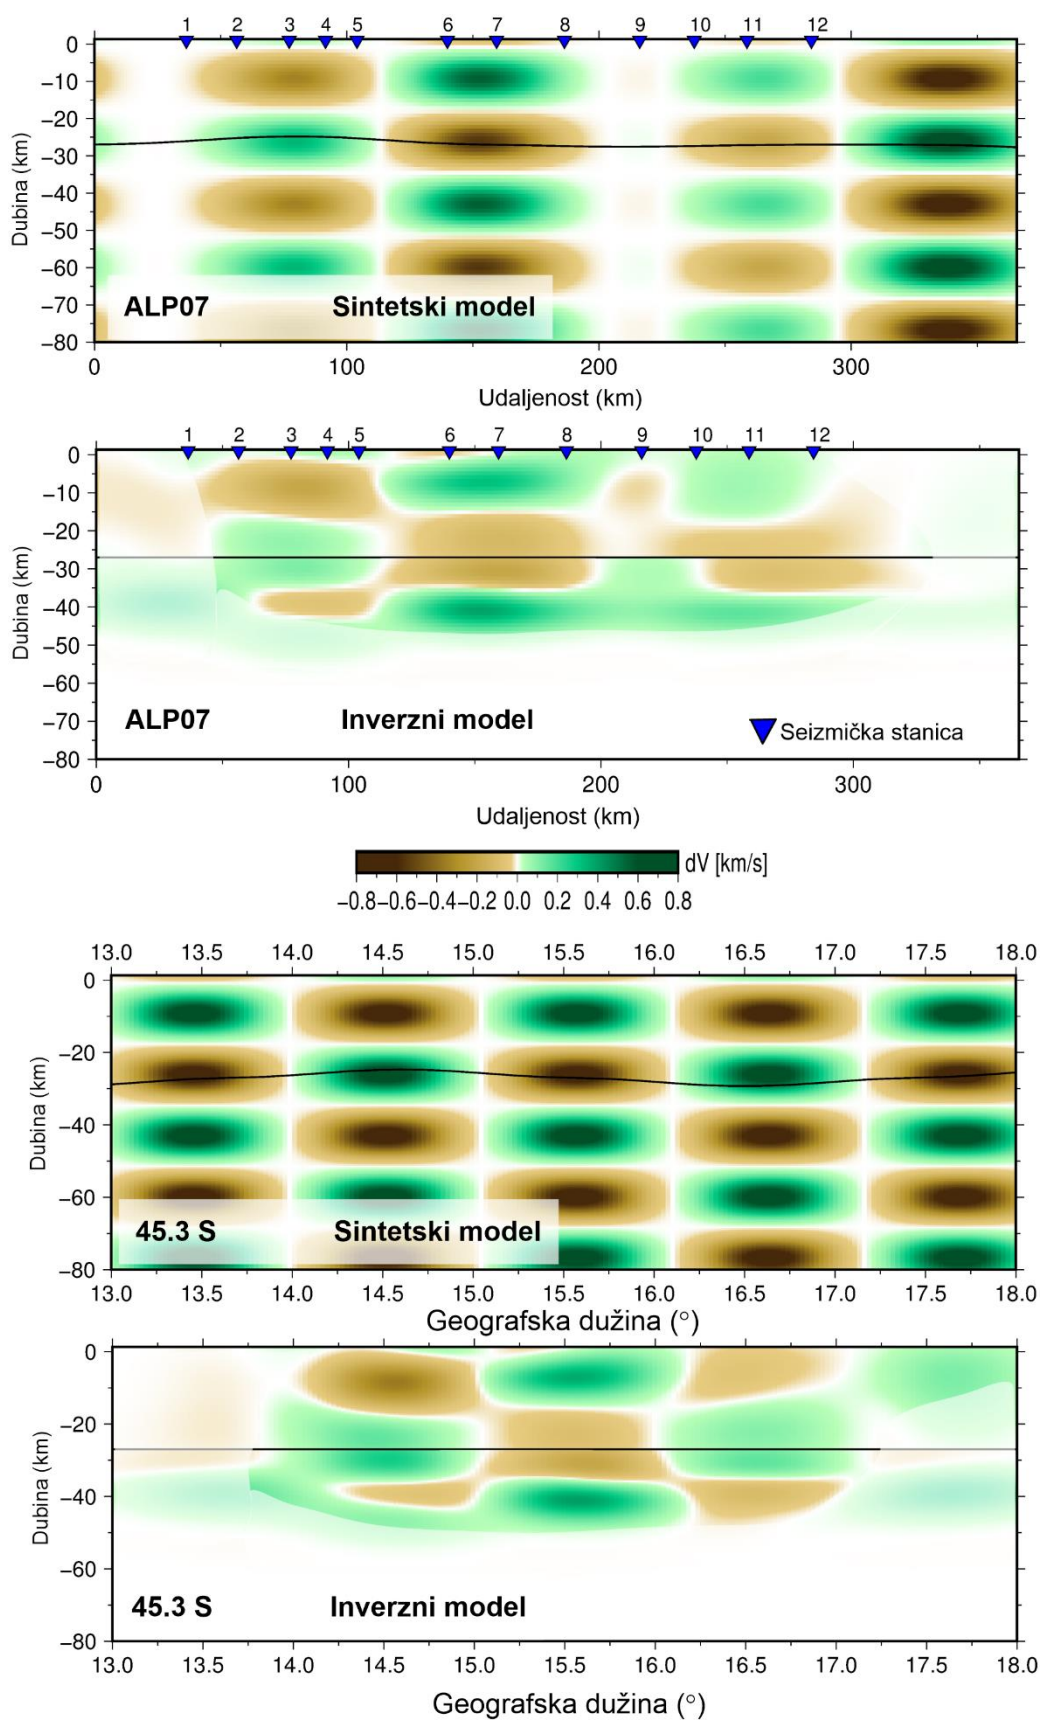 1 2 3 4 5 6 7 8 9 10 11 12
0
−10
−20
−30
−40
−50
−60
−70
−80
Dubina (km)
ALP07 Sintetski model
0 100 200 300
Udaljenost (km)
1 2 3 4 5 6 7 8 9 10 11 12
0
−10
−20
−30
−40
−50
−60
−70
−80
Dubina (km)
ALP07 Inverzni model
Seizmička stanica
0 100 200 300
Udaljenost (km)
dV [km/s]
−0.8 −0.6 −0.4 −0.2 0.0 0.2 0.4 0.6 0.8
13.0 13.5 14.0 14.5 15.0 15.5 16.0 16.5 17.0 17.5 18.0
0
−20
−40
−60
−80
Dubina (km)
45.3 S Sintetski model
13.0 13.5 14.0 14.5 15.0 15.5 16.0 16.5 17.0 17.5 18.0
Geografska dužina (°)
0
−20
−40
−60
−80
Dubina (km)
45.3 S Inverzni model
13.0 13.5 14.0 14.5 15.0 15.5 16.0 16.5 17.0 17.5 18.0
Geografska dužina (°)